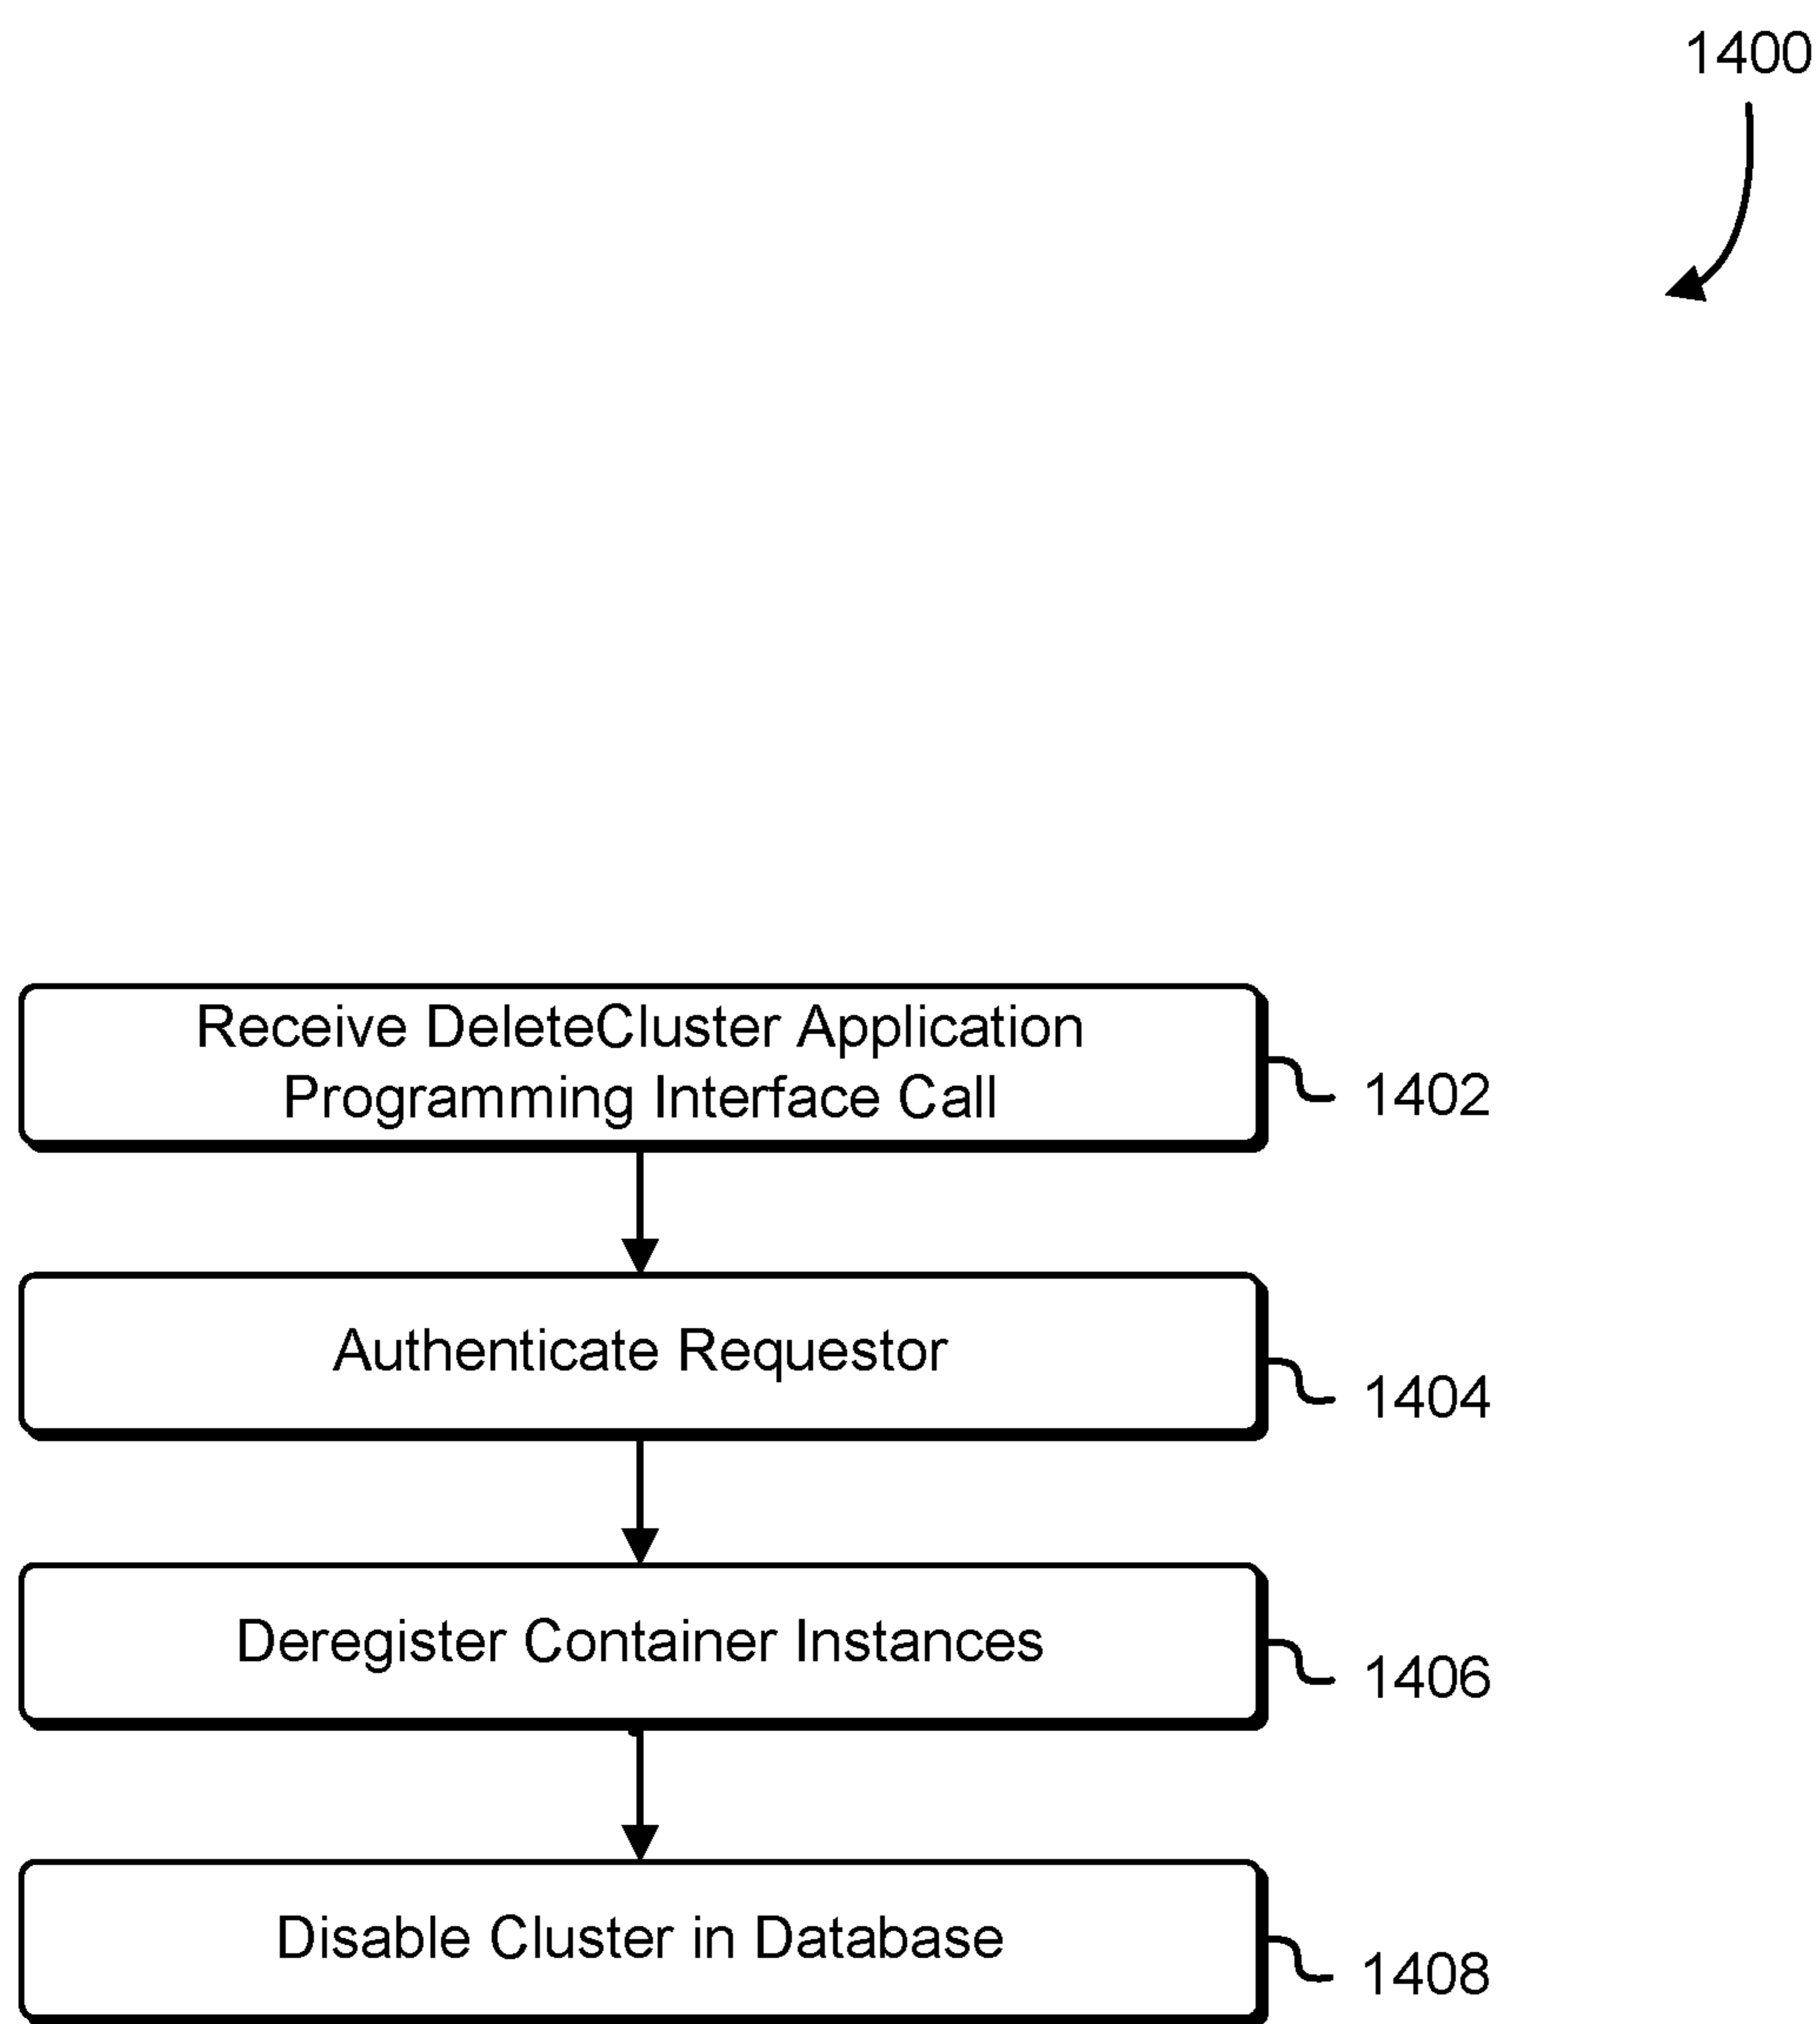 1400
Receive DeleteCluster Application
Programming Interface Call
1402
Authenticate Requestor
1404
Deregister Container Instances
1406
Disable Cluster in Database
1408